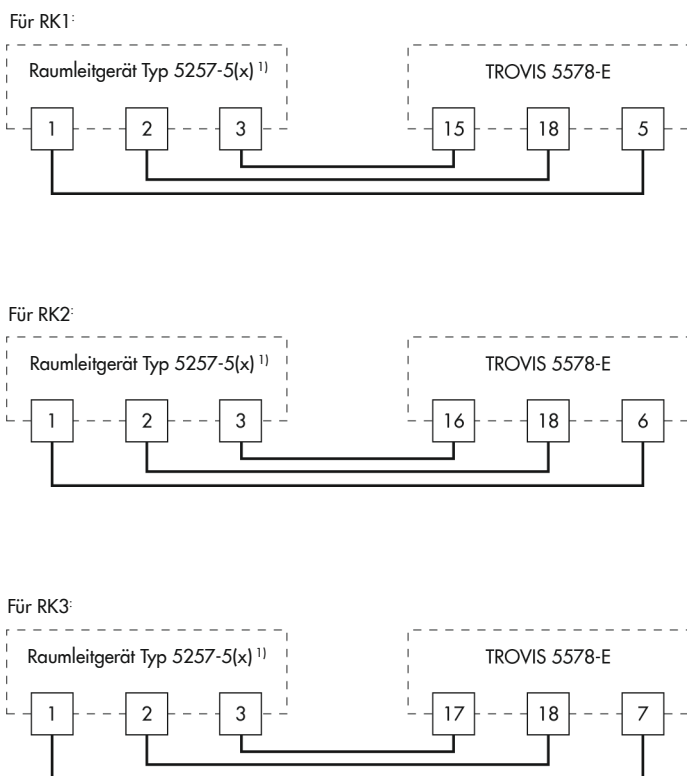 Für RK1:
Raumleitgerät Typ 5257-5(x) 1) TROVIS 5578-E
1 2 3 15 18 5
Für RK2:
Raumleitgerät Typ 5257-5(x) 1) TROVIS 5578-E
1 2 3 16 18 6
Für RK3:
Raumleitgerät Typ 5257-5(x) 1) TROVIS 5578-E
1 2 3 17 18 7